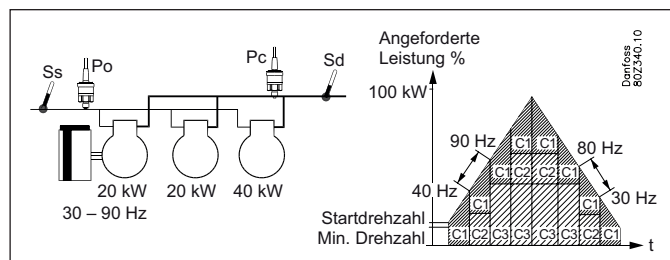 Ss
Po
Pc
Sd
20 kW
20 kW
40 kW
30 – 90 Hz
Angeforderte
Leistung %
100 kW
90 Hz
40 Hz
80 Hz
30 Hz
Startdrehzahl
Min. Drehzahl
C1 C1
C1 C2 C2 C1
C1 C1
C1 C2 C3 C3 C3 C3 C2 C1
t
Danfoss
80Z340.10